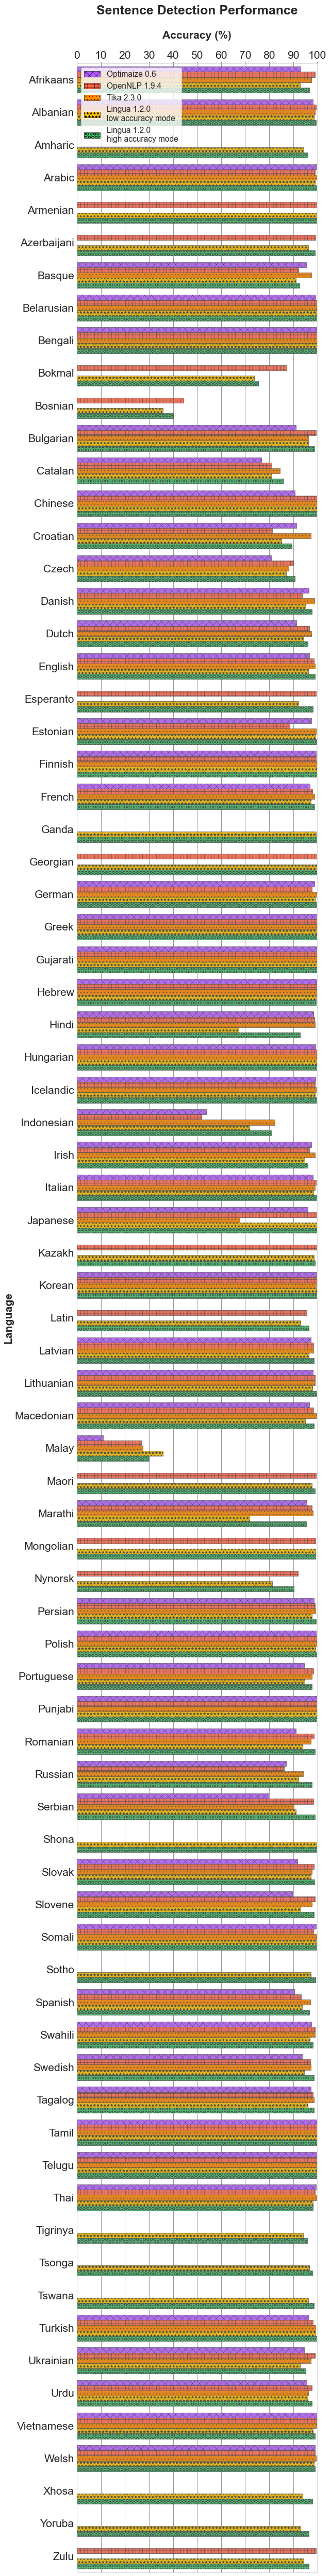 Sentence Detection Performance
Accuracy (%)
0 10 20 30 40 50 60 70 80 90 100
Optimaize 0.6
OpenNLP 1.9.4
Tika 2.3.0
Lingua 1.2.0
low accuracy mode
Lingua 1.2.0
high accuracy mode
Language
Afrikaans
Albanian
Amharic
Arabic
Armenian
Azerbaijani
Basque
Belarusian
Bengali
Bokmal
Bosnian
Bulgarian
Catalan
Chinese
Croatian
Czech
Danish
Dutch
English
Esperanto
Estonian
Finnish
French
Ganda
Georgian
German
Greek
Gujarati
Hebrew
Hindi
Hungarian
Icelandic
Indonesian
Irish
Italian
Japanese
Kazakh
Korean
Latin
Latvian
Lithuanian
Macedonian
Malay
Maori
Marathi
Mongolian
Nynorsk
Persian
Polish
Portuguese
Punjabi
Romanian
Russian
Serbian
Shona
Slovak
Slovene
Somali
Sotho
Spanish
Swahili
Swedish
Tagalog
Tamil
Telugu
Thai
Tigrinya
Tsonga
Tswana
Turkish
Ukrainian
Urdu
Vietnamese
Welsh
Xhosa
Yoruba
Zulu